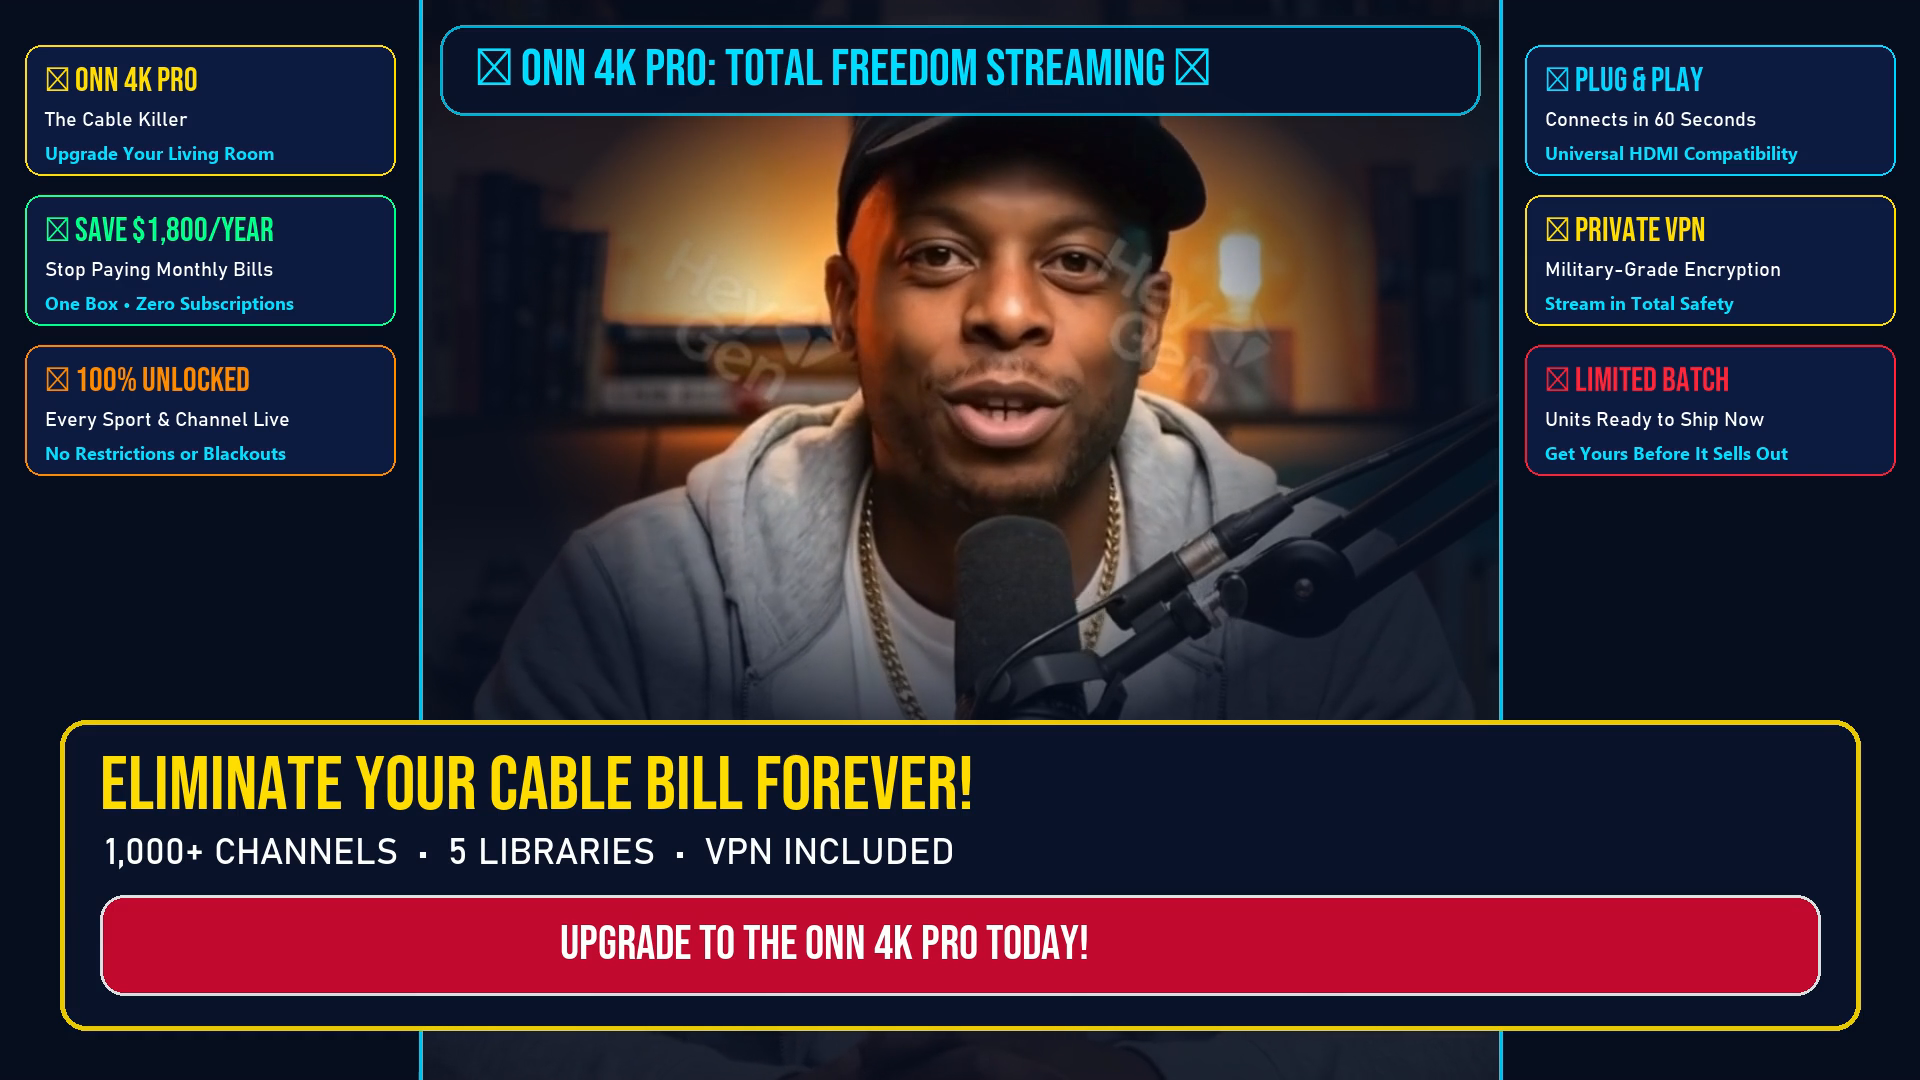 ONN 4K PRO: TOTAL FREEDOM STREAMING
ONN 4K PRO
The Cable Killer
Upgrade Your Living Room
SAVE $1,800/YEAR
Stop Paying Monthly Bills
One Box • Zero Subscriptions
100% UNLOCKED
Every Sport & Channel Live
No Restrictions or Blackouts
PLUG & PLAY
Connects in 60 Seconds
Universal HDMI Compatibility
PRIVATE VPN
Military-Grade Encryption
Stream in Total Safety
LIMITED BATCH
Units Ready to Ship Now
Get Yours Before It Sells Out
Hey
Gen
Hey
Gen
ELIMINATE YOUR CABLE BILL FOREVER!
1,000+ CHANNELS • 5 LIBRARIES • VPN INCLUDED
UPGRADE TO THE ONN 4K PRO TODAY!